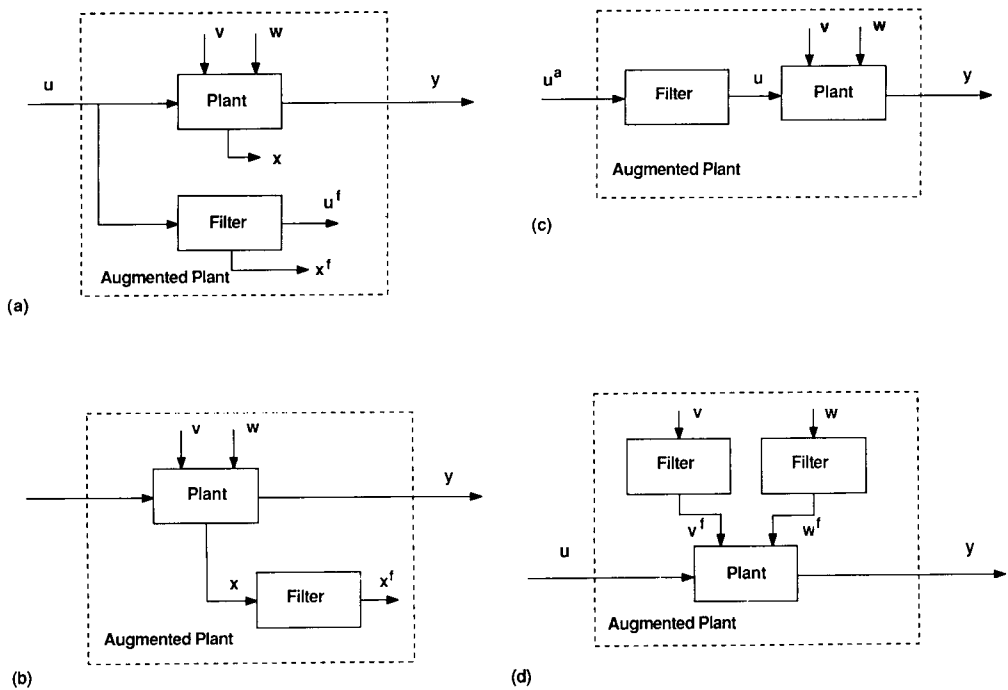 v w
u
y
Plant
x
Filter
u^f
x^f
Augmented Plant
(a)
v w
u^a
u
y
Filter
Plant
Augmented Plant
(c)
v w
y
Plant
x
x^f
Filter
Augmented Plant
(b)
v
w
Filter
Filter
v^f
w^f
u
y
Plant
Augmented Plant
(d)